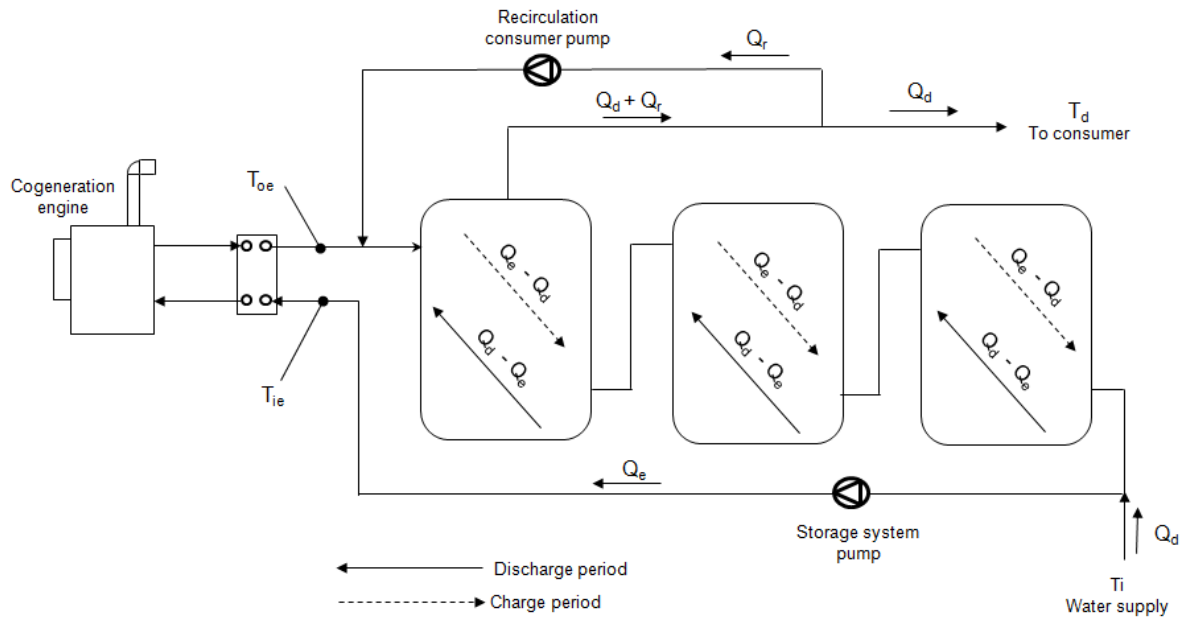 Recirculation
consumer pump
Qr
Qd + Qr
Qd
Td
To consumer
Cogeneration
engine
Toe
Tie
Qe - Qd
Qd - Qe
Qe - Qd
Qd - Qe
Qe - Qd
Qd - Qe
Qe
Storage system
pump
Qd
Discharge period
Charge period
Ti
Water supply